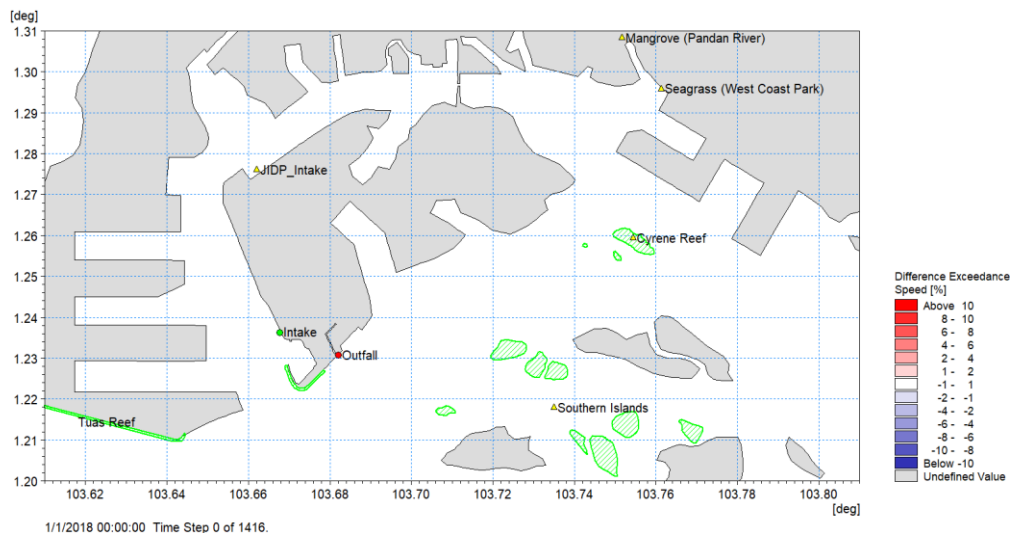 [deg]
1.31
Mangrove (Pandan River)
1.30
Seagrass (West Coast Park)
1.29
1.28
JIDP_Intake
1.27
1.26
Cyrene Reef
1.25
1.24
Intake
1.23
Outfall
1.22
Southern Islands
Tuas Reef
1.21
1.20
103.62 103.64 103.66 103.68 103.70 103.72 103.74 103.76 103.78 103.80
[deg]
1/1/2018 00:00:00 Time Step 0 of 1416.
Difference Exceedance
Speed [%]
Above 10
8 - 10
6 - 8
4 - 6
2 - 4
1 - 2
-1 - 1
-2 - -1
-4 - -2
-6 - -4
-8 - -6
-10 - -8
Below -10
Undefined Value